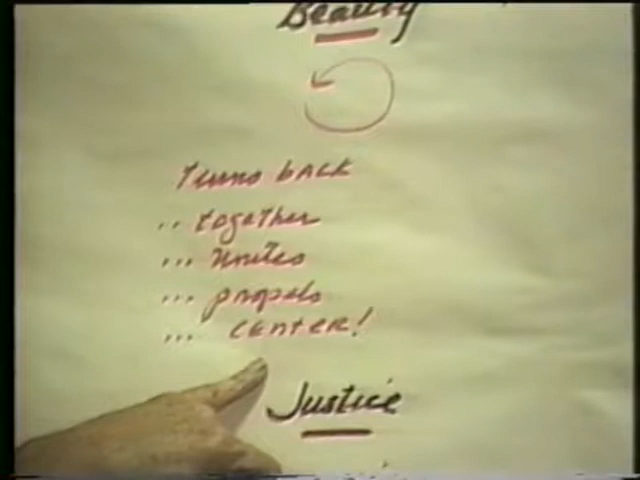 Beauty
Turns back
.. together
... unites
... propels
... center!
Justice